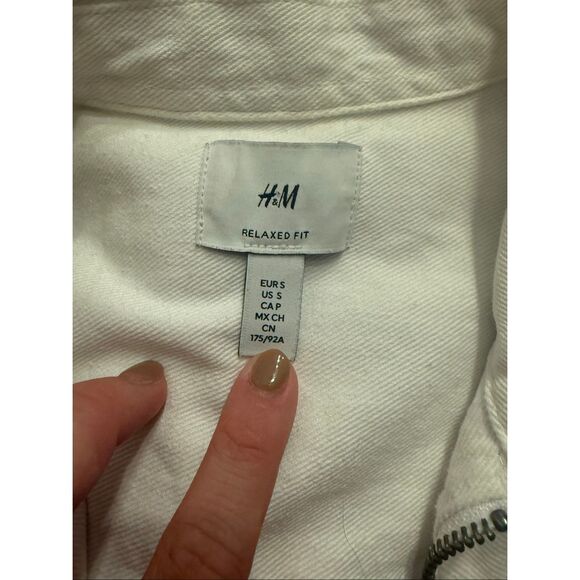 H&M
RELAXED FIT
EUR S
US S
CA P
MX CH
CN
175/92A